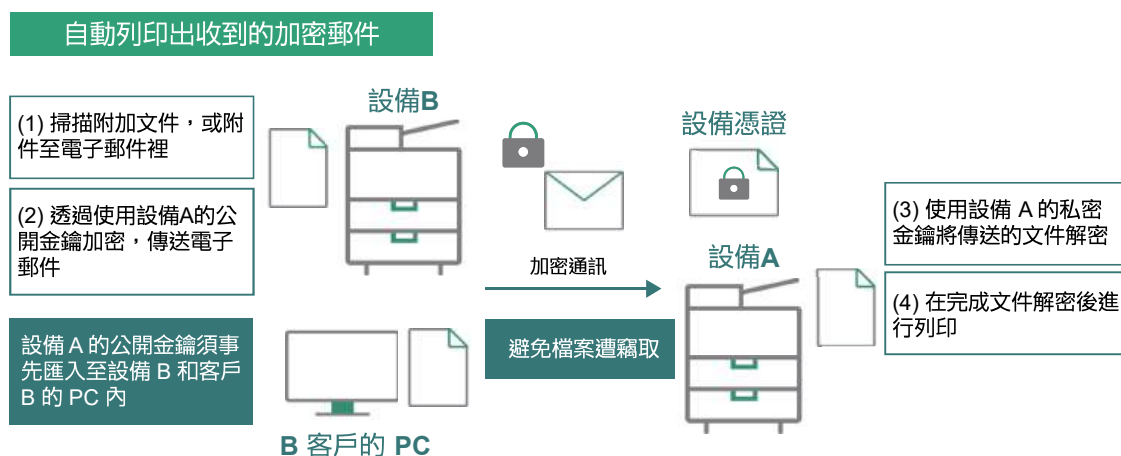 自動列印出收到的加密郵件
設備B
(1) 掃描附加文件，或附
件至電子郵件裡
(2) 透過使用設備A的公
開金鑰加密，傳送電子
郵件
設備 A 的公開金鑰須事
先匯入至設備 B 和客戶
B 的 PC 內
B 客戶的 PC
加密通訊
避免檔案遭竊取
設備憑證
設備A
(3) 使用設備 A 的私密
金鑰將傳送的文件解密
(4) 在完成文件解密後進
行列印